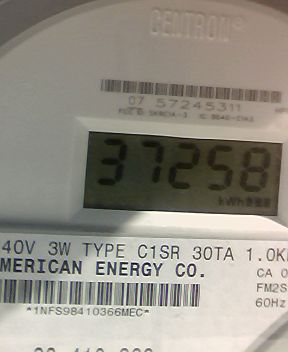 CENTRON®
07 57245311
37258
kWh
40V 3W TYPE C1SR 30TA 1.0K
MERICAN ENERGY CO.
CA 0
FM2S
60Hz
*1NFS98410366MEC*